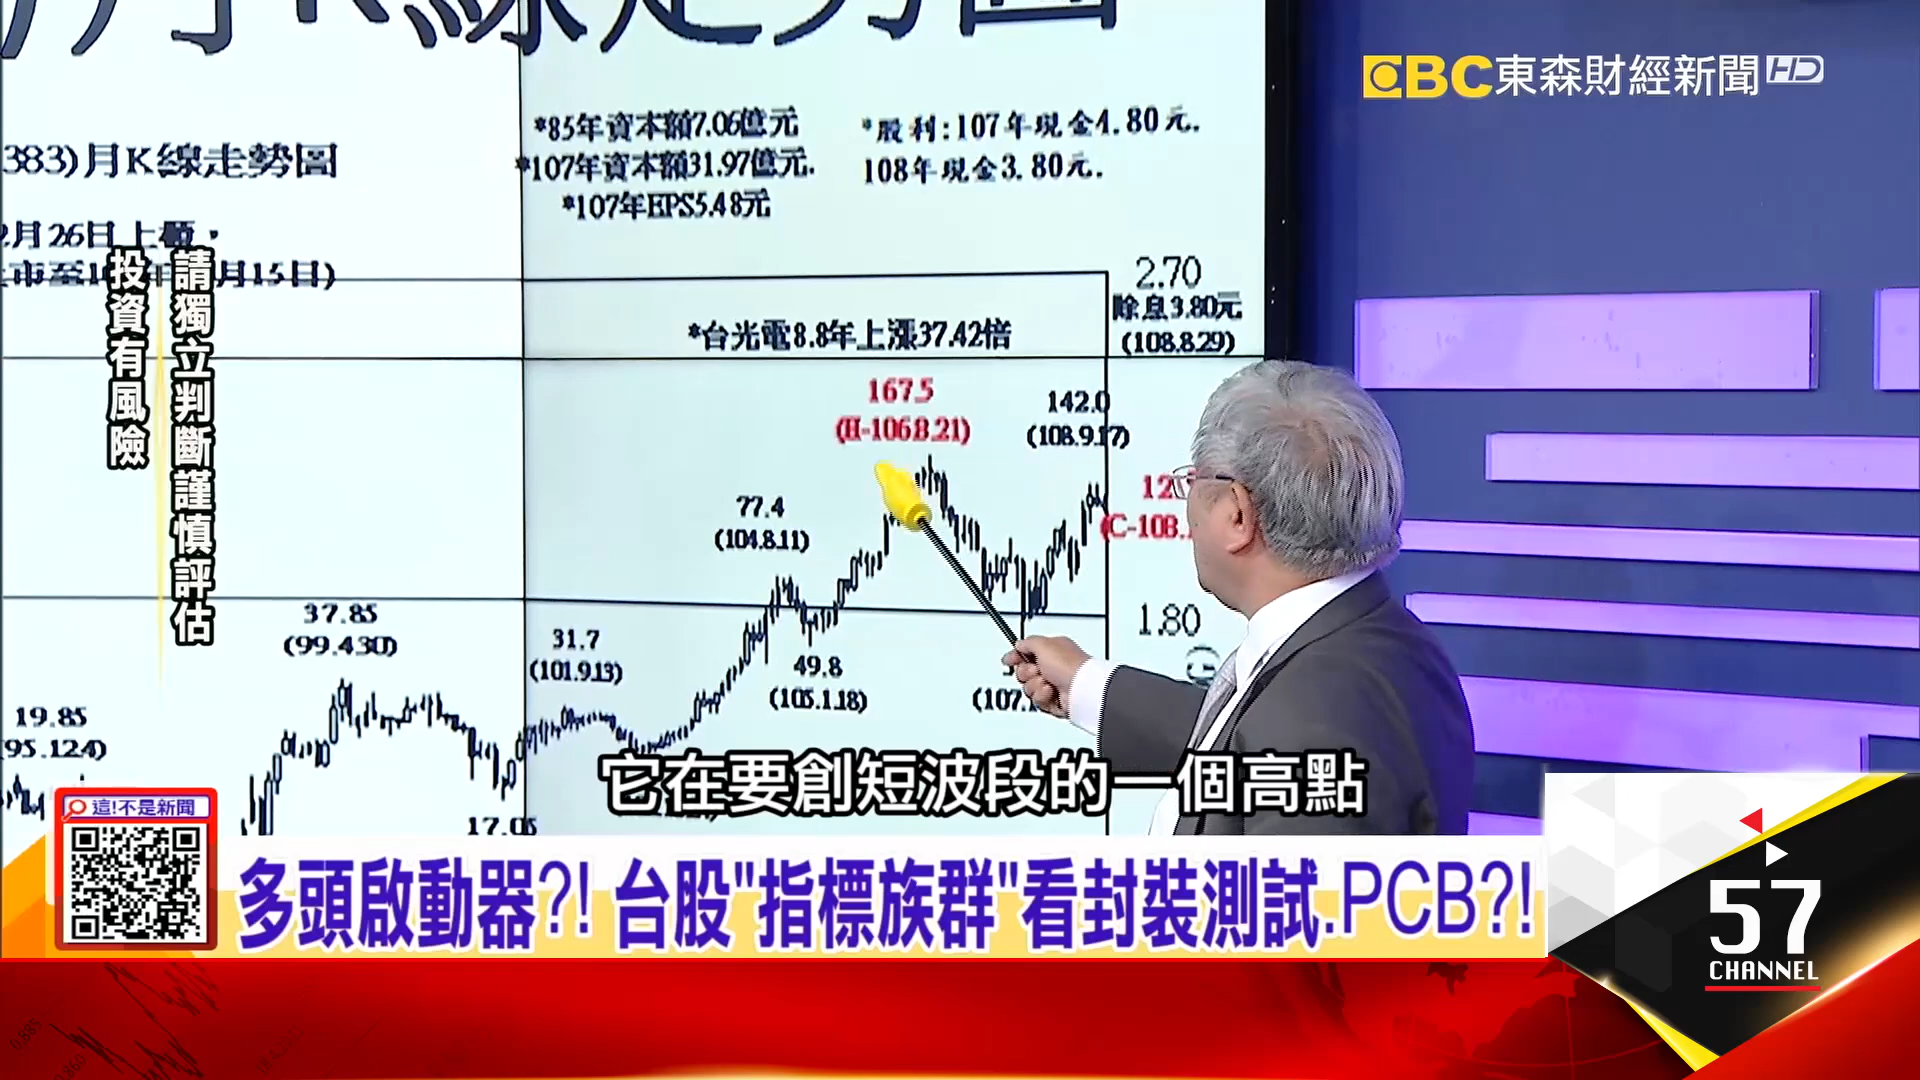 月K線走勢圖
EBC東森財經新聞HD
*85年資本額7.06億元
*股利:107年現金4.80元.
383)月K線走勢圖
*107年資本額31.97億元.
108年現金3.80元.
*107年EPS5.48元
2月26日上櫃,
月15日)
請獨立判斷謹慎評估
投資有風險
2.70
除息3.80元
(108.8.29)
*台光電8.8年上漲37.42倍
167.5
(H-106.8.21)
142.0
(108.9.17)
77.4
(104.8.11)
(C-108.
37.85
(99.4.30)
1.80
31.7
(101.9.13)
49.8
(105.1.18)
(107.
19.85
(95.12.4)
17.05
它在要創短波段的一個高點
這!不是新聞
多頭啟動器?! 台股"指標族群"看封裝測試.PCB?!
57
CHANNEL